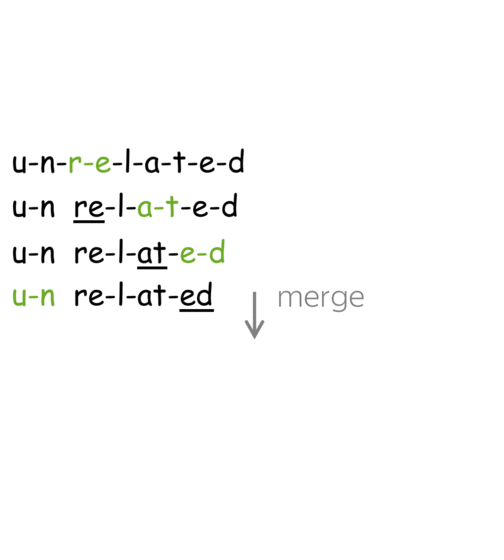 u-n-r-e-l-a-t-e-d
u-n re-l-a-t-e-d
u-n re-l-at-e-d
u-n re-l-at-ed
merge